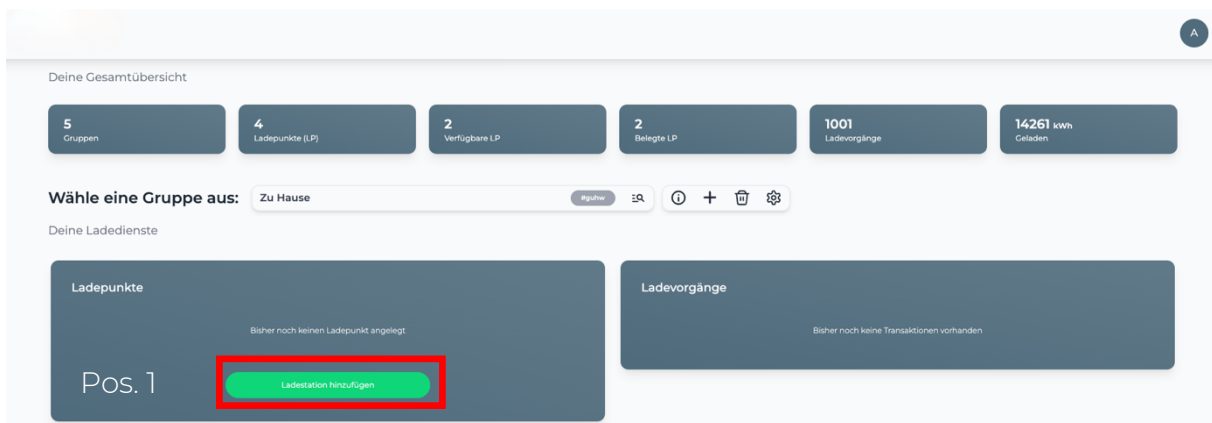 A
Deine Gesamtübersicht
5
Gruppen
4
Ladepunkte (LP)
2
Verfügbare LP
2
Belegte LP
1001
Ladevorgänge
14261 kWh
Geladen
Wähle eine Gruppe aus: Zu Hause #guhw
Deine Ladedienste
Ladepunkte
Bisher noch keinen Ladepunkt angelegt
Pos. 1 Ladestation hinzufügen
Ladevorgänge
Bisher noch keine Transaktionen vorhanden